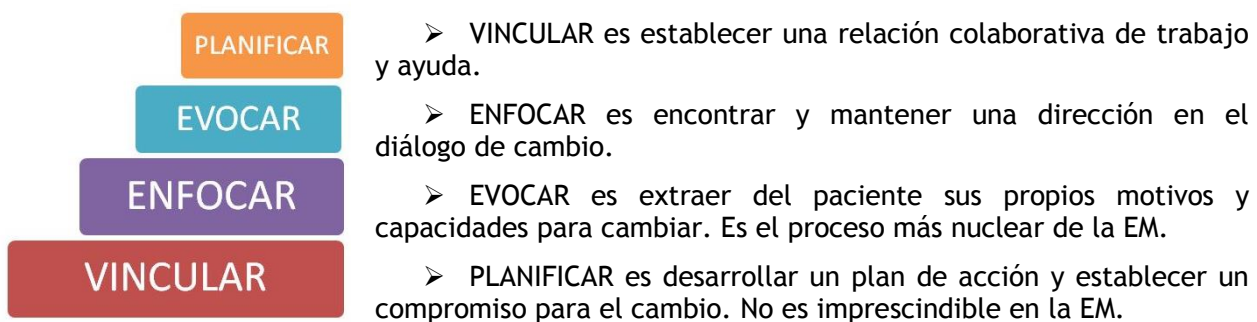 PLANIFICAR
EVOCAR
ENFOCAR
VINCULAR
➢ VINCULAR es establecer una relación colaborativa de trabajo
y ayuda.
➢ ENFOCAR es encontrar y mantener una dirección en el
diálogo de cambio.
➢ EVOCAR es extraer del paciente sus propios motivos y
capacidades para cambiar. Es el proceso más nuclear de la EM.
➢ PLANIFICAR es desarrollar un plan de acción y establecer un
compromiso para el cambio. No es imprescindible en la EM.